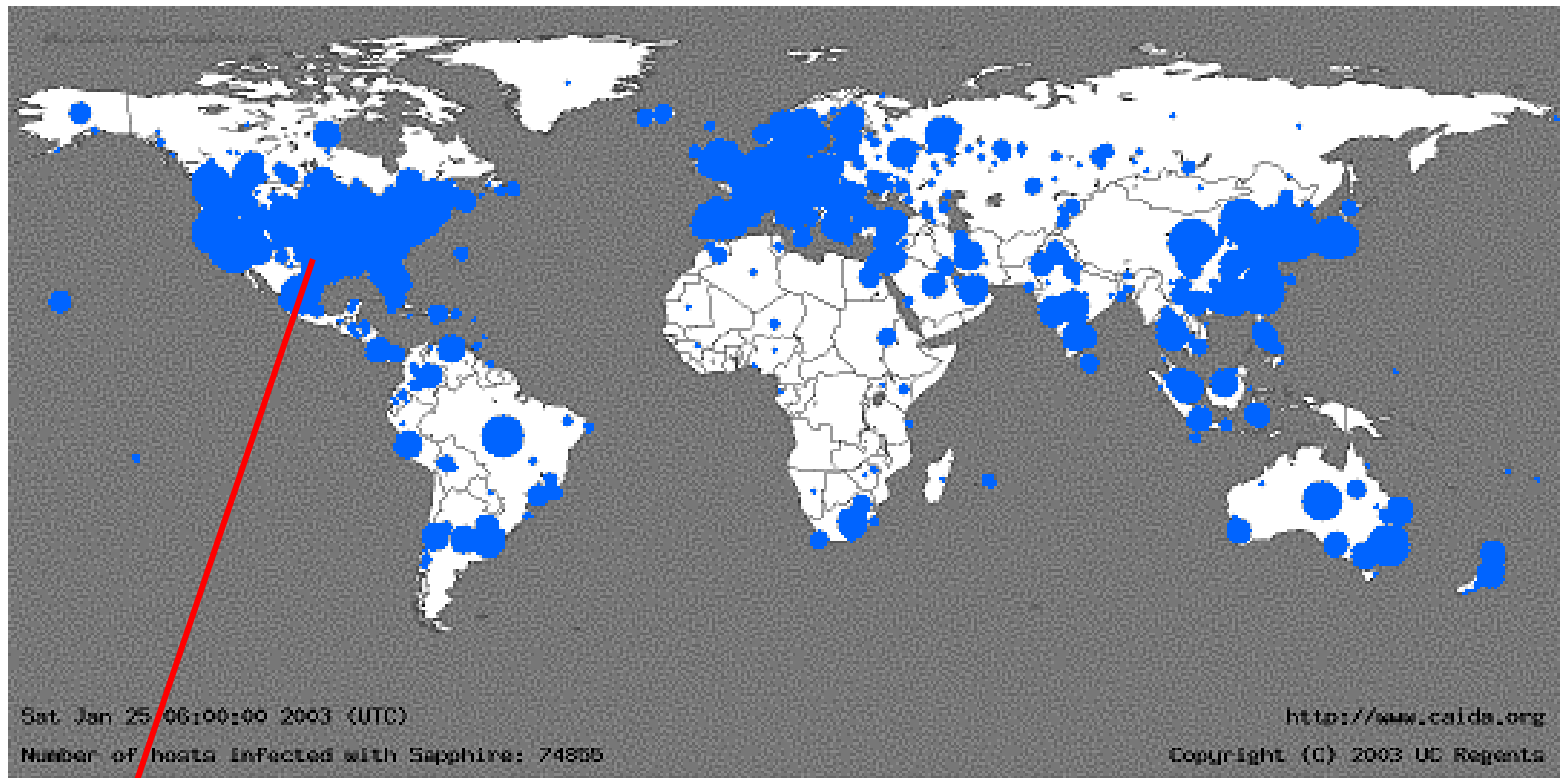 Sat Jan 25 06:00:00 2003 (UTC)
http://www.caida.org
Number of hosts infected with Sapphire: 74855
Copyright (C) 2003 UC Regents